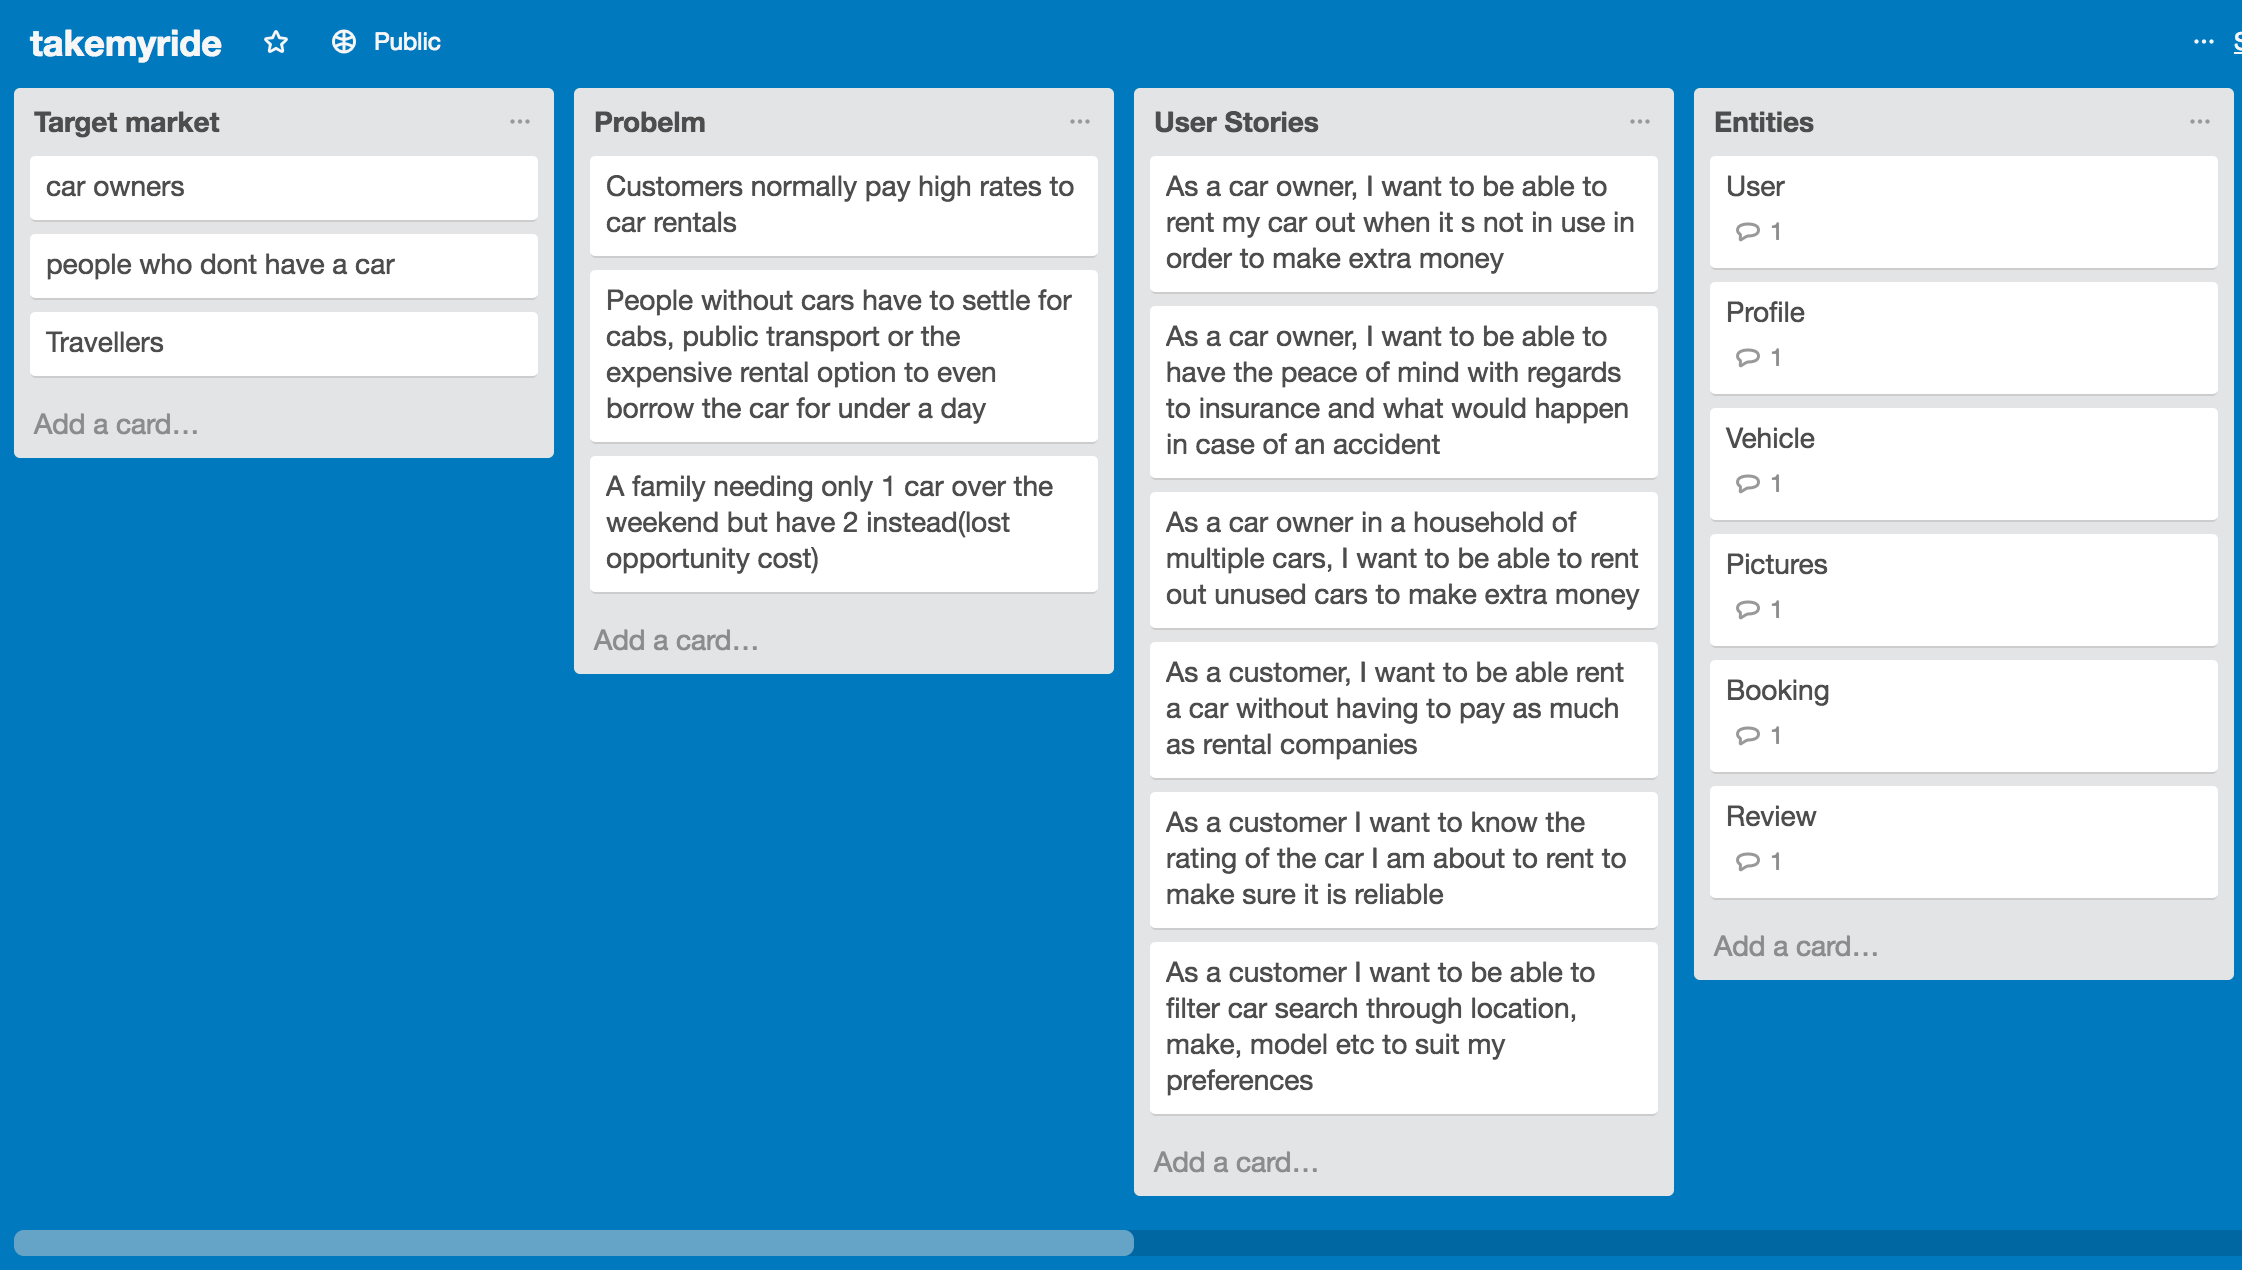 takemyride
Public
Target market
car owners
people who dont have a car
Travellers
Add a card...
Probelm
Customers normally pay high rates to
car rentals
People without cars have to settle for
cabs, public transport or the
expensive rental option to even
borrow the car for under a day
A family needing only 1 car over the
weekend but have 2 instead(lost
opportunity cost)
Add a card...
User Stories
As a car owner, I want to be able to
rent my car out when it s not in use in
order to make extra money
As a car owner, I want to be able to
have the peace of mind with regards
to insurance and what would happen
in case of an accident
As a car owner in a household of
multiple cars, I want to be able to rent
out unused cars to make extra money
As a customer, I want to be able rent
a car without having to pay as much
as rental companies
As a customer I want to know the
rating of the car I am about to rent to
make sure it is reliable
As a customer I want to be able to
filter car search through location,
make, model etc to suit my
preferences
Add a card...
Entities
User
1
Profile
1
Vehicle
1
Pictures
1
Booking
1
Review
1
Add a card...